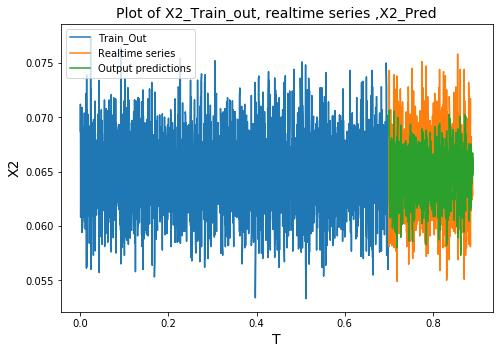 Plot of X2_Train_out, realtime series ,X2_Pred
Train_Out
Realtime series
Output predictions
0.075
0.070
0.065
0.060
0.055
X2
0.0 0.2 0.4 0.6 0.8
T